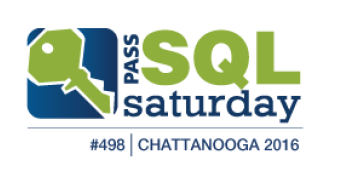 PASS
SQL
saturday
#498 | CHATTANOOGA 2016